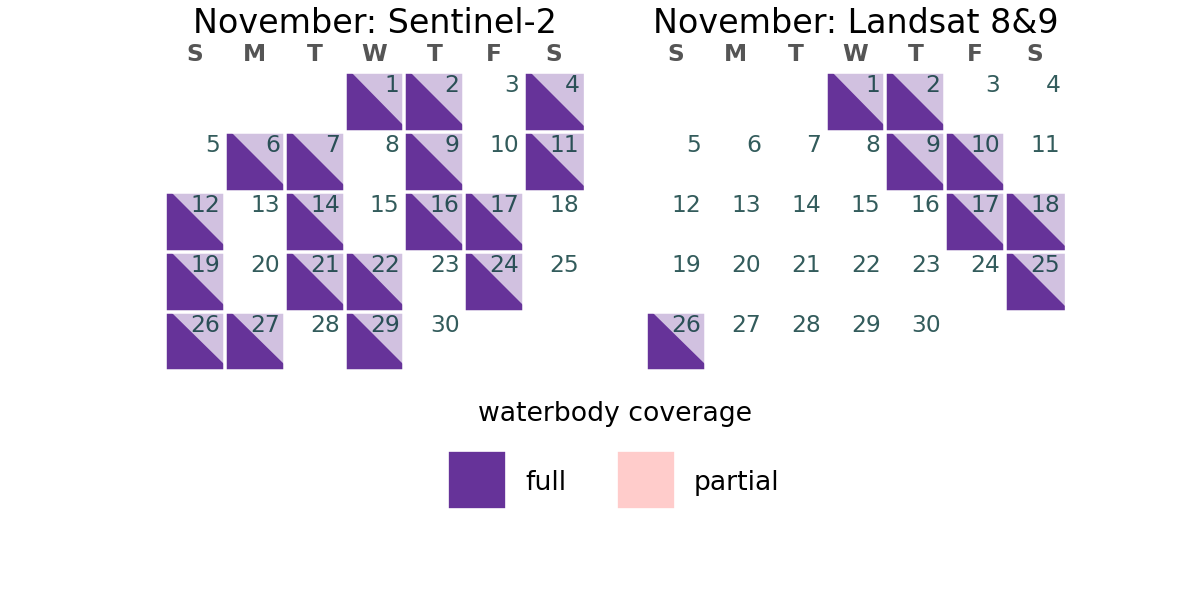 November: Sentinel-2
S M T W T F S
1 2 3 4
5 6 7 8 9 10 11
12 13 14 15 16 17 18
19 20 21 22 23 24 25
26 27 28 29 30
November: Landsat 8&9
S M T W T F S
1 2 3 4
5 6 7 8 9 10 11
12 13 14 15 16 17 18
19 20 21 22 23 24 25
26 27 28 29 30
waterbody coverage
full
partial